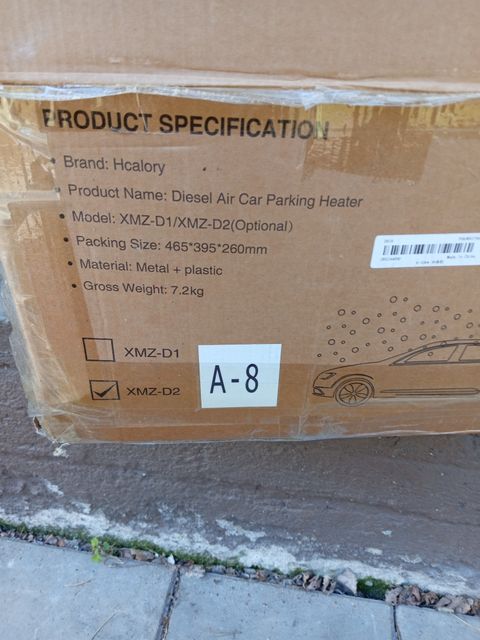 PRODUCT SPECIFICATION
• Brand: Hcalory
• Product Name: Diesel Air Car Parking Heater
• Model: XMZ-D1/XMZ-D2(Optional)
• Packing Size: 465*395*260mm
• Material: Metal + plastic
• Gross Weight: 7.2kg
XMZ-D1
XMZ-D2
A-8